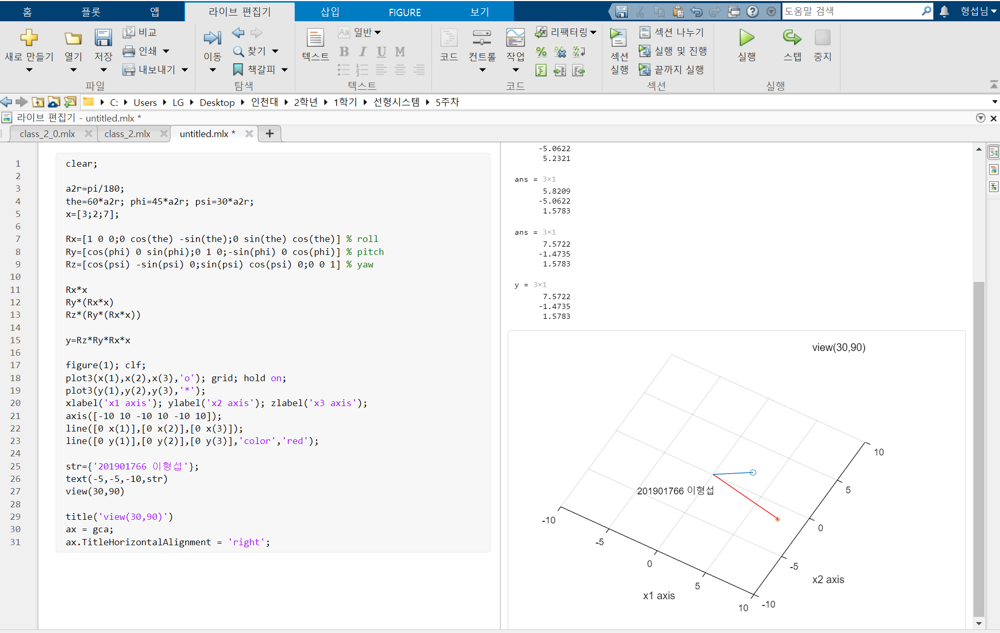 홈 플롯 앱 라이브 편집기 삽입 FIGURE 보기 도움말 검색 형섭님
새로 만들기 열기 저장 비교 인쇄 내보내기
파일
이동 찾기 책갈피
탐색
텍스트 Aa 일반 B I U M
텍스트
코드 컨트롤 작업 리팩터링
코드
섹션 실행 섹션 나누기 실행 및 진행 끝까지 실행
섹션
실행 스텝 중지
실행
C: Users LG Desktop 인천대 2학년 1학기 선형시스템 5주차
라이브 편집기 - untitled.mlx *
class_2_0.mlx class_2.mlx untitled.mlx * +
1 clear;
2
3 a2r=pi/180;
4 the=60*a2r; phi=45*a2r; psi=30*a2r;
5 x=[3;2;7];
6
7 Rx=[1 0 0;0 cos(the) -sin(the);0 sin(the) cos(the)] % roll
8 Ry=[cos(phi) 0 sin(phi);0 1 0;-sin(phi) 0 cos(phi)] % pitch
9 Rz=[cos(psi) -sin(psi) 0;sin(psi) cos(psi) 0;0 0 1] % yaw
10
11 Rx*x
12 Ry*(Rx*x)
13 Rz*(Ry*(Rx*x))
14
15 y=Rz*Ry*Rx*x
16
17 figure(1); clf;
18 plot3(x(1),x(2),x(3),'o'); grid; hold on;
19 plot3(y(1),y(2),y(3),'*');
20 xlabel('x1 axis'); ylabel('x2 axis'); zlabel('x3 axis');
21 axis([-10 10 -10 10 -10 10]);
22 line([0 x(1)],[0 x(2)],[0 x(3)]);
23 line([0 y(1)],[0 y(2)],[0 y(3)],'color','red');
24
25 str={'201901766 이형섭'};
26 text(-5,-5,-10,str)
27 view(30,90)
28
29 title('view(30,90)')
30 ax = gca;
31 ax.TitleHorizontalAlignment = 'right';
-5.0622
5.2321
ans = 3×1
5.8209
-5.0622
1.5783
ans = 3×1
7.5722
-1.4735
1.5783
y = 3×1
7.5722
-1.4735
1.5783
view(30,90)
10
5
201901766 이형섭
-10
0
-5
-5
0
x2 axis
5
x1 axis
10 -10